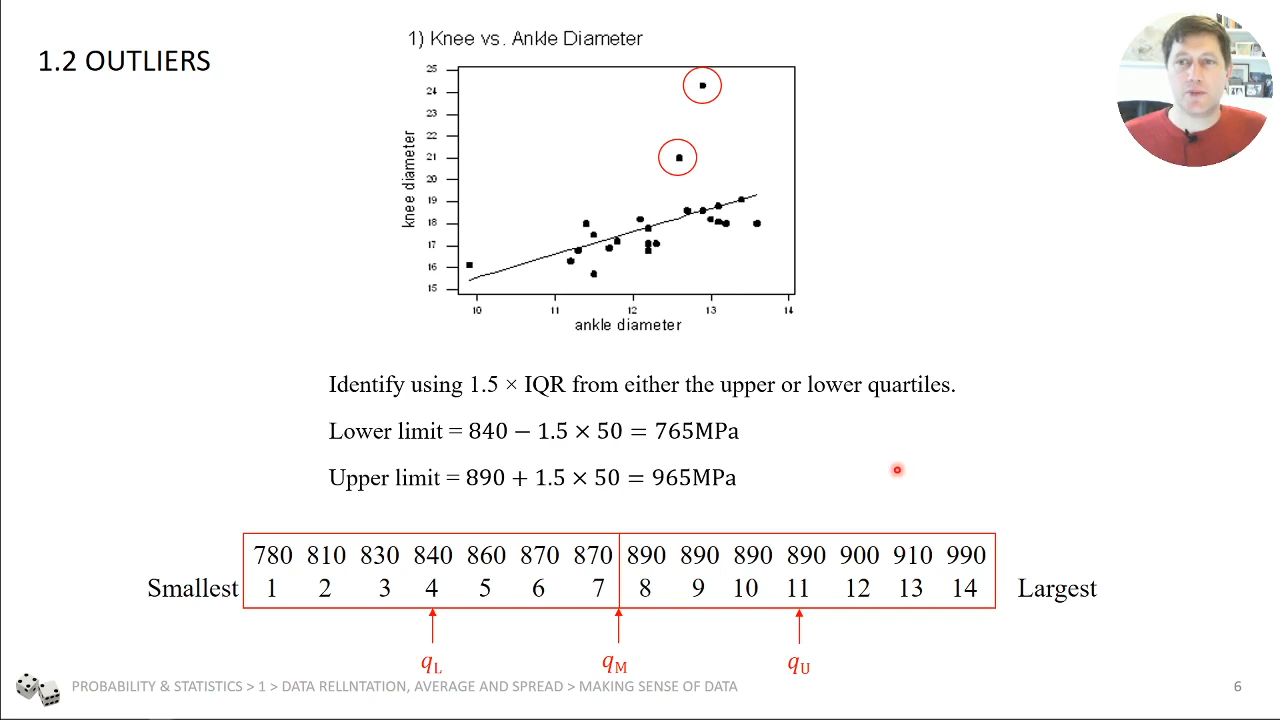 1.2 OUTLIERS
1) Knee vs. Ankle Diameter
knee diameter
25
24
23
22
21
20
19
18
17
16
15
10 11 12 13 14
ankle diameter
Identify using 1.5 × IQR from either the upper or lower quartiles.
Lower limit = 840 − 1.5 × 50 = 765MPa
Upper limit = 890 + 1.5 × 50 = 965MPa
780 810 830 840 860 870 870 890 890 890 890 900 910 990
Smallest 1 2 3 4 5 6 7 8 9 10 11 12 13 14 Largest
qL qM qU
PROBABILITY & STATISTICS > 1 > DATA RELLNTATION, AVERAGE AND SPREAD > MAKING SENSE OF DATA
6